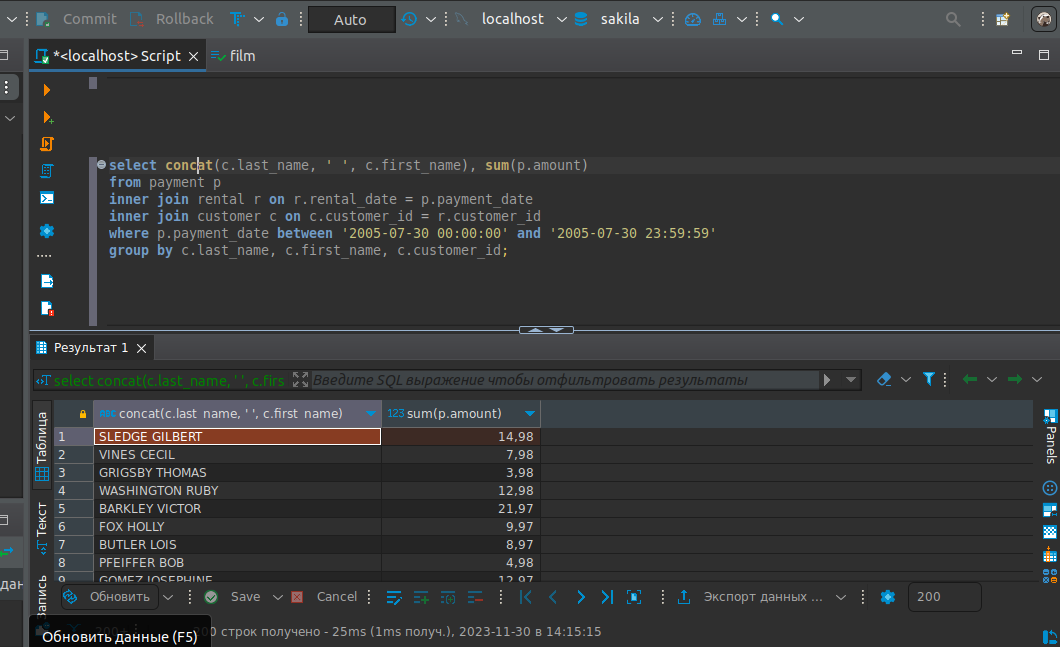 Commit Rollback Auto localhost sakila
*<localhost> Script film
select concat(c.last_name, ' ', c.first_name), sum(p.amount)
from payment p
inner join rental r on r.rental_date = p.payment_date
inner join customer c on c.customer_id = r.customer_id
where p.payment_date between '2005-07-30 00:00:00' and '2005-07-30 23:59:59'
group by c.last_name, c.first_name, c.customer_id;
Результат 1
select concat(c.last_name, ' ', c.firs Введите SQL выражение чтобы отфильтровать результаты
concat(c.last_name, ' ', c.first_name) 123 sum(p.amount)
1 SLEDGE GILBERT 14,98
2 VINES CECIL 7,98
3 GRIGSBY THOMAS 3,98
4 WASHINGTON RUBY 12,98
5 BARKLEY VICTOR 21,97
6 FOX HOLLY 9,97
7 BUTLER LOIS 8,97
8 PFEIFFER BOB 4,98
9 GOMEZ JOSEPHINE 12,97
Таблица
Текст
Запись
Panels
дан
Обновить Save Cancel Экспорт данных ... 200
Обновить данные (F5)
200 строк получено - 25ms (1ms получ.), 2023-11-30 в 14:15:15